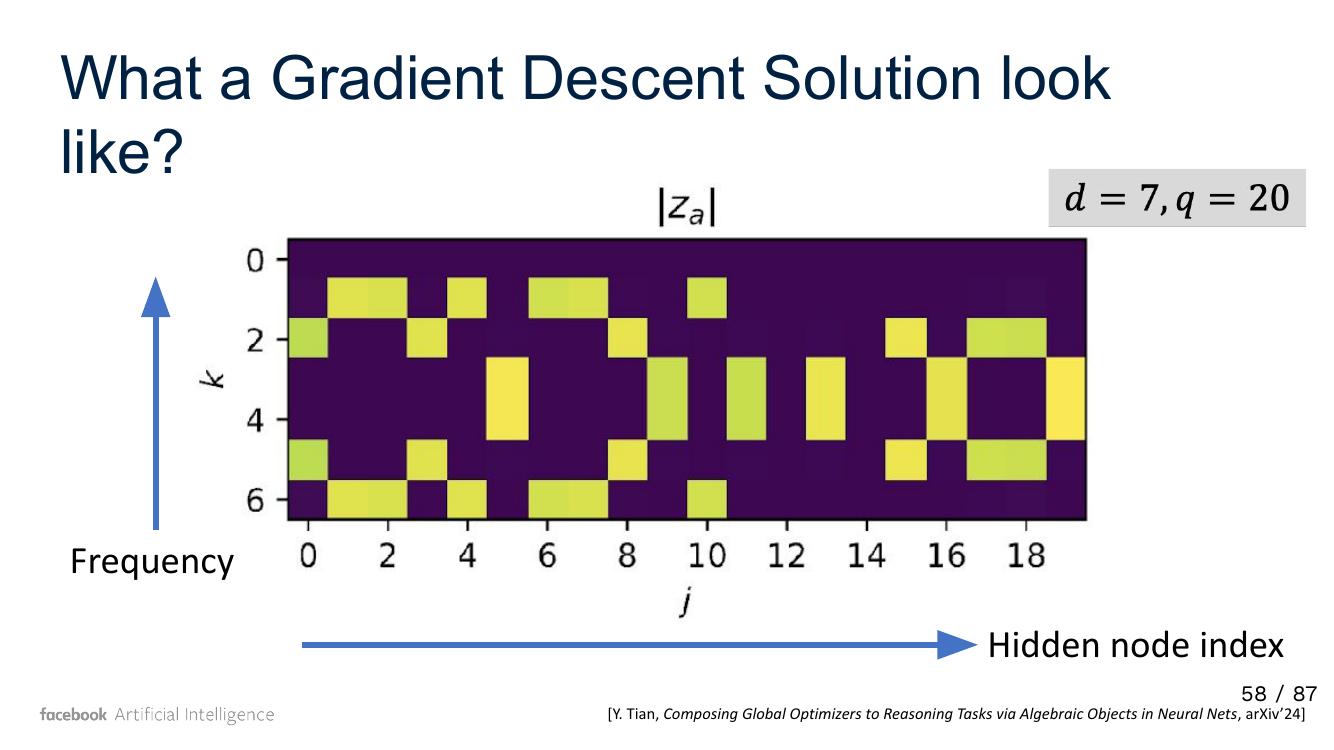 What a Gradient Descent Solution look
like?
d = 7, q = 20
|z_a|
0
2
4
6
k
0 2 4 6 8 10 12 14 16 18
j
Frequency
Hidden node index
58 / 87
facebook Artificial Intelligence
[Y. Tian, Composing Global Optimizers to Reasoning Tasks via Algebraic Objects in Neural Nets, arXiv'24]